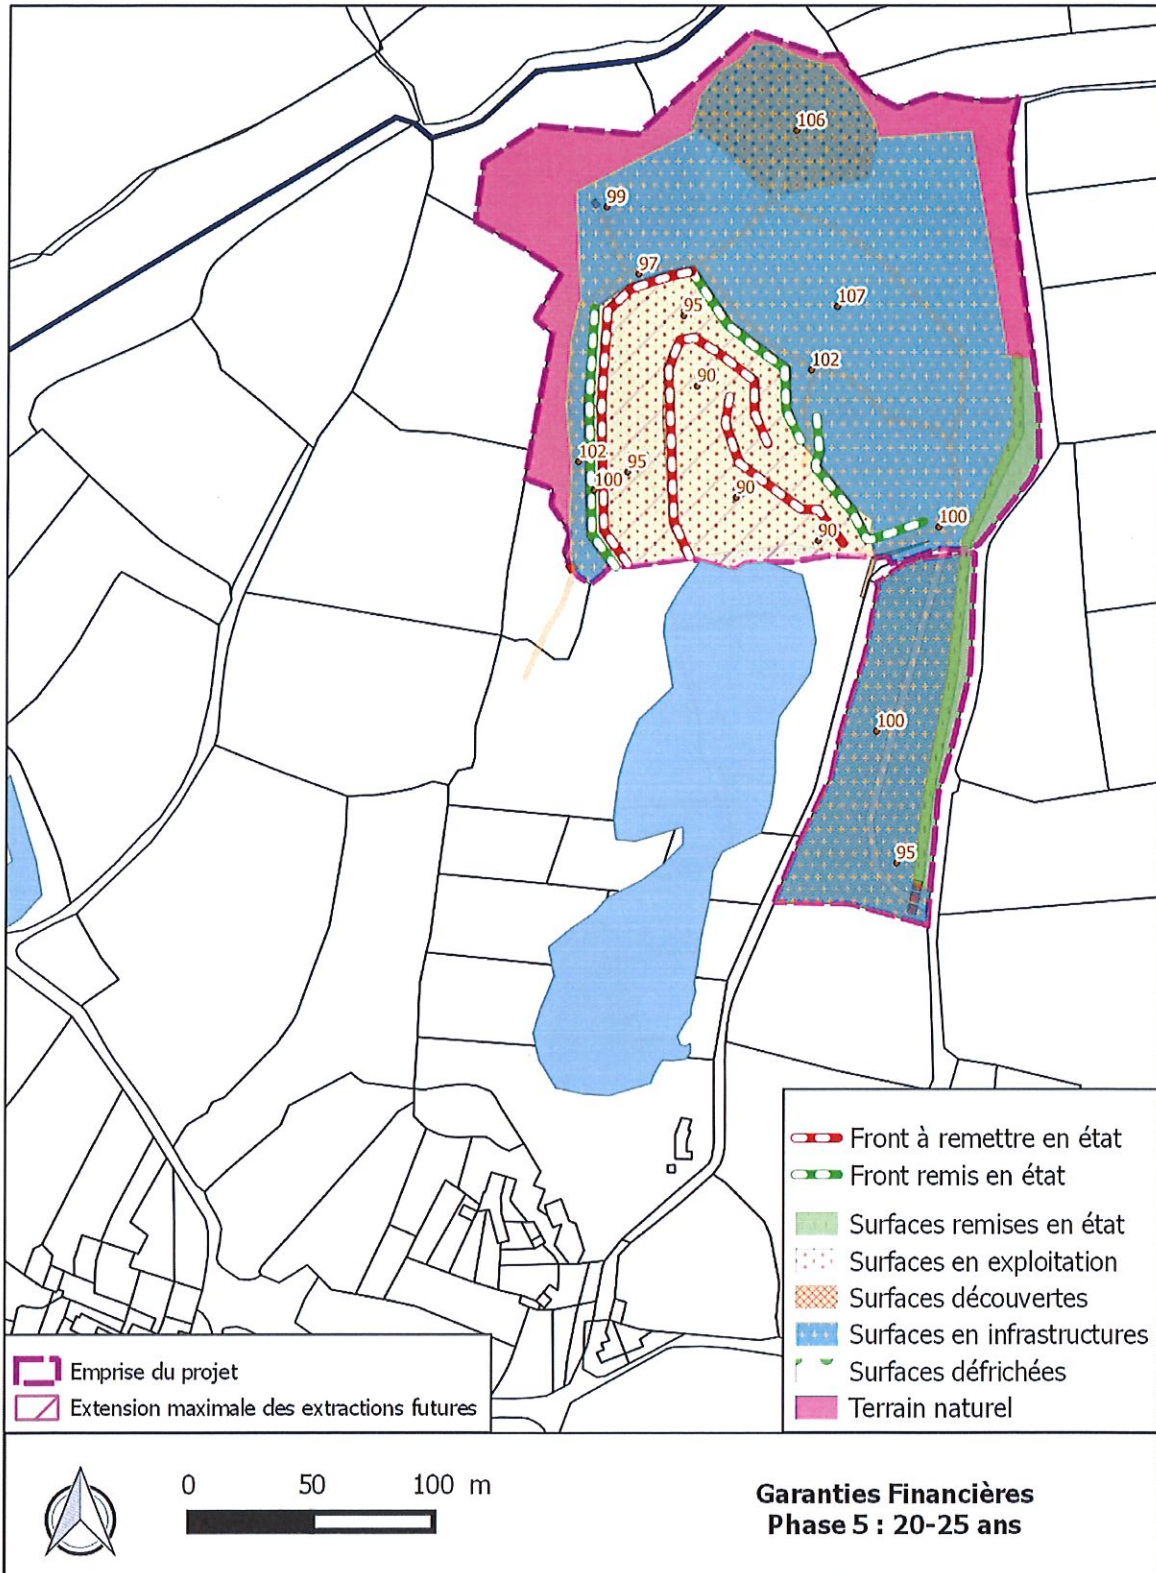 106
99
97
95
107
102
90
102
95
100
90
100
90
100
95
Front à remettre en état
Front remis en état
Surfaces remises en état
Surfaces en exploitation
Surfaces découvertes
Surfaces en infrastructures
Surfaces défrichées
Terrain naturel
Emprise du projet
Extension maximale des extractions futures
0 50 100 m
Garanties Financières
Phase 5 : 20-25 ans